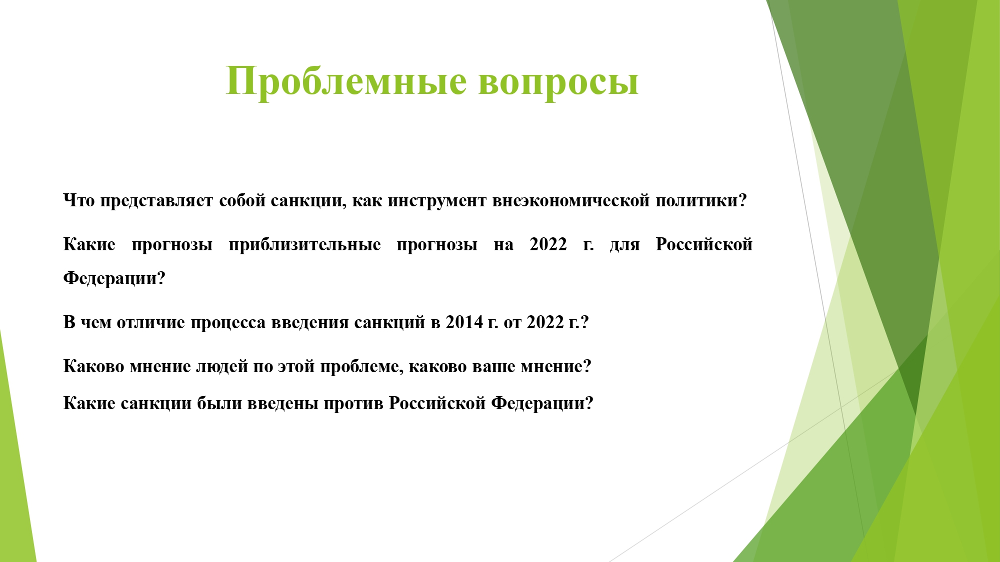 Проблемные вопросы
Что представляет собой санкции, как инструмент внеэкономической политики?
Какие прогнозы приблизительные прогнозы на 2022 г. для Российской
Федерации?
В чем отличие процесса введения санкций в 2014 г. от 2022 г.?
Каково мнение людей по этой проблеме, каково ваше мнение?
Какие санкции были введены против Российской Федерации?